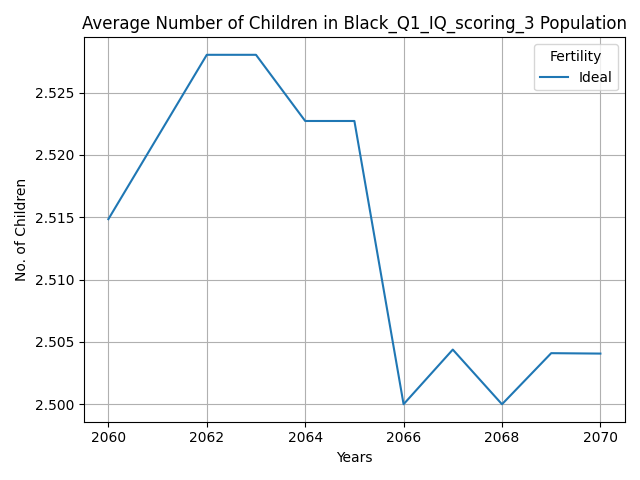 Average Number of Children in Black_Q1_IQ_scoring_3 Population
Fertility
Ideal
2.525
2.520
2.515
2.510
2.505
2.500
No. of Children
2060
2062
2064
2066
2068
2070
Years